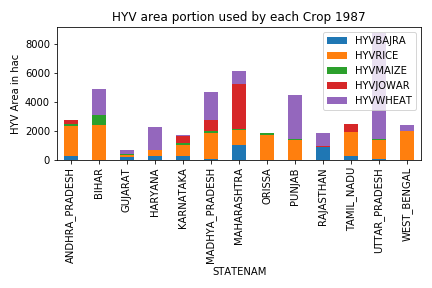 HYV area portion used by each Crop 1987
HYV Area in hac
8000
6000
4000
2000
0
HYVBAJRA
HYVRICE
HYVMAIZE
HYVJOWAR
HYVWHEAT
ANDHRA_PRADESH
BIHAR
GUJARAT
HARYANA
KARNATAKA
MADHYA_PRADESH
MAHARASHTRA
ORISSA
PUNJAB
RAJASTHAN
TAMIL_NADU
UTTAR_PRADESH
WEST_BENGAL
STATENAM